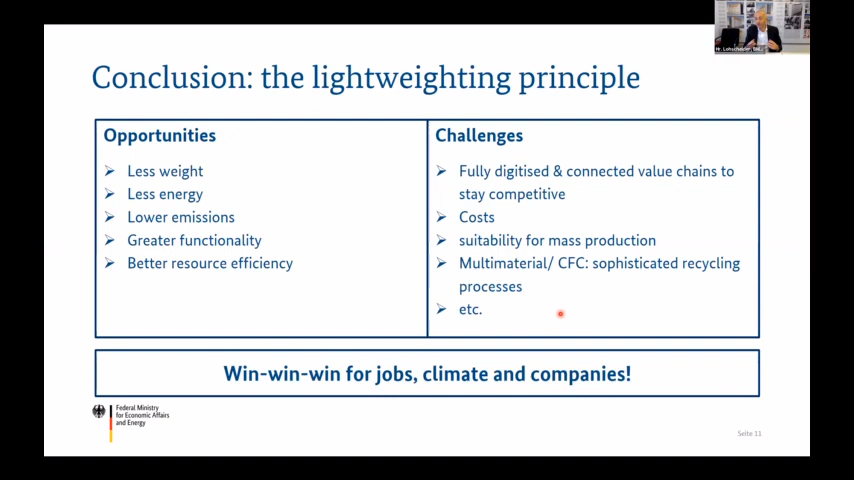 Conclusion: the lightweighting principle
Opportunities
Less weight
Less energy
Lower emissions
Greater functionality
Better resource efficiency
Challenges
Fully digitised & connected value chains to
stay competitive
Costs
suitability for mass production
Multimaterial/ CFC: sophisticated recycling
processes
etc.
Win-win-win for jobs, climate and companies!
Federal Ministry
for Economic Affairs
and Energy
Seite 11